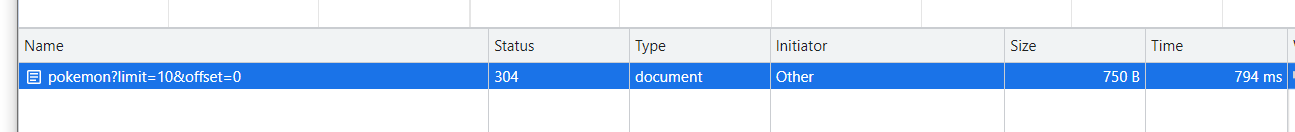 Name Status Type Initiator Size Time
pokemon?limit=10&offset=0 304 document Other 750 B 794 ms